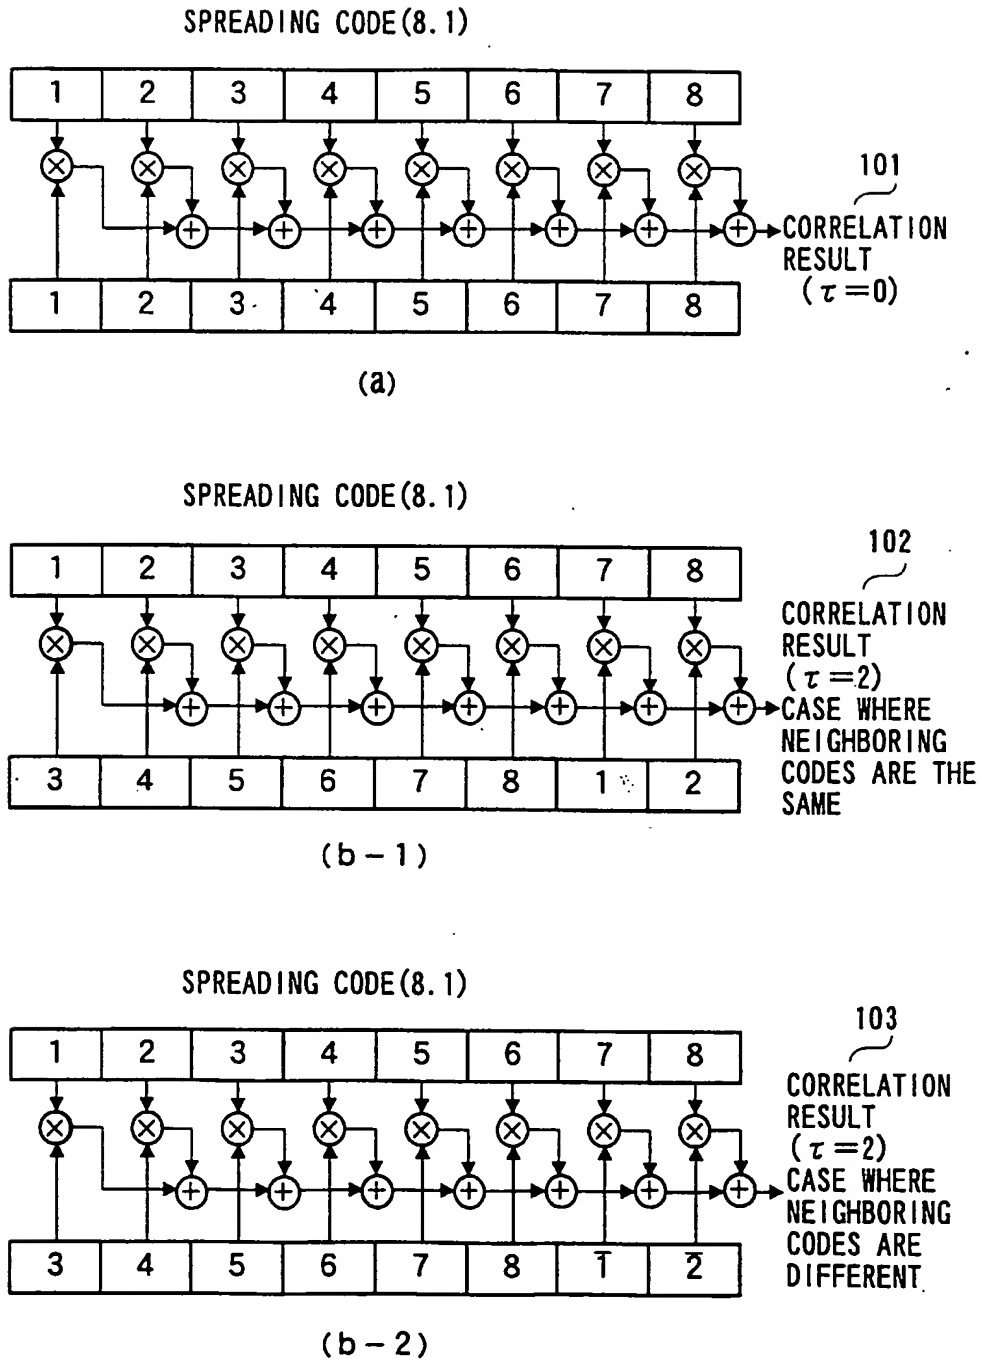 SPREADING CODE(8.1)
1 2 3 4 5 6 7 8
101
CORRELATION
RESULT
(τ=0)
1 2 3 4 5 6 7 8
(a)
SPREADING CODE(8.1)
1 2 3 4 5 6 7 8
102
CORRELATION
RESULT
(τ=2)
CASE WHERE
NEIGHBORING
CODES ARE THE
SAME
3 4 5 6 7 8 1 2
(b-1)
SPREADING CODE(8.1)
1 2 3 4 5 6 7 8
103
CORRELATION
RESULT
(τ=2)
CASE WHERE
NEIGHBORING
CODES ARE
DIFFERENT
3 4 5 6 7 8 1̅ 2̅
(b-2)